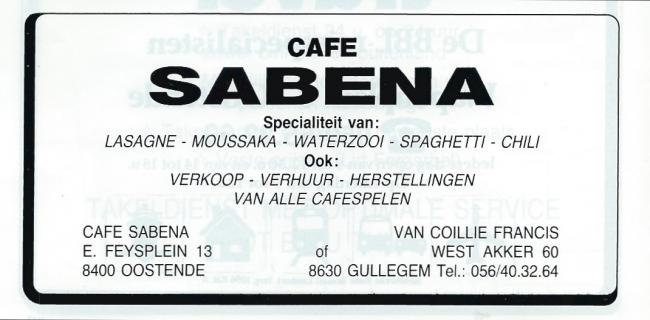 CAFE
SABENA
Specialiteit van:
LASAGNE - MOUSSAKA - WATERZOOI - SPAGHETTI - CHILI
Ook:
VERKOOP - VERHUUR - HERSTELLINGEN
VAN ALLE CAFESPELEN
CAFE SABENA VAN COILLIE FRANCIS
E. FEYSPLEIN 13 of WEST AKKER 60
8400 OOSTENDE 8630 GULLEGEM Tel.: 056/40.32.64